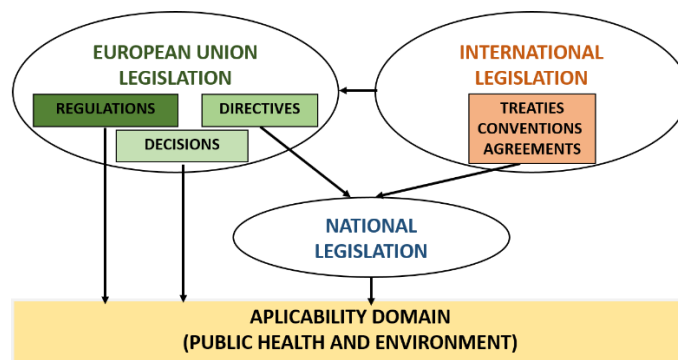 EUROPEAN UNION
LEGISLATION
REGULATIONS
DIRECTIVES
DECISIONS
INTERNATIONAL
LEGISLATION
TREATIES
CONVENTIONS
AGREEMENTS
NATIONAL
LEGISLATION
APLICABILITY DOMAIN
(PUBLIC HEALTH AND ENVIRONMENT)